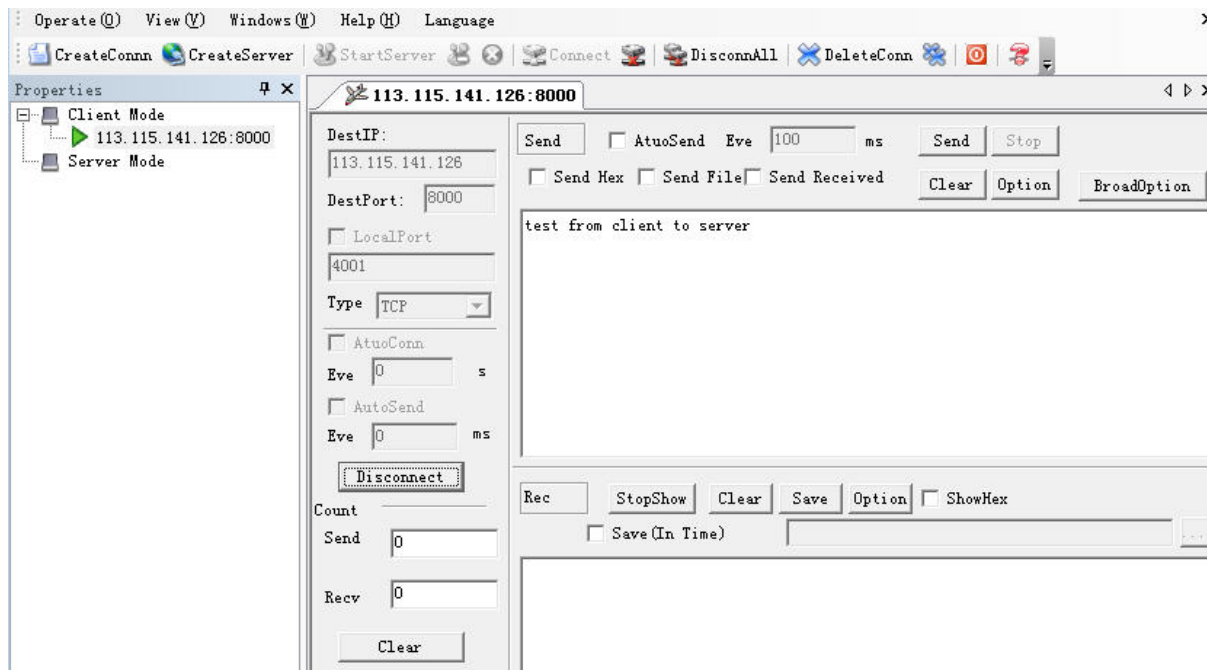 Operate(O) View(V) Windows(W) Help(H) Language
CreateConnn CreateServer StartServer Connect DisconnAll DeleteConn
Properties
Client Mode
113.115.141.126:8000
Server Mode
113.115.141.126:8000
DestIP:
113.115.141.126
DestPort: 8000
LocalPort
4001
Type TCP
AtuoConn
Eve 0 s
AutoSend
Eve 0 ms
Disconnect
Count
Send 0
Recv 0
Clear
Send AtuoSend Eve 100 ms Send Stop
Send Hex Send File Send Received Clear Option BroadOption
test from client to server
Rec StopShow Clear Save Option ShowHex
Save(In Time) ...